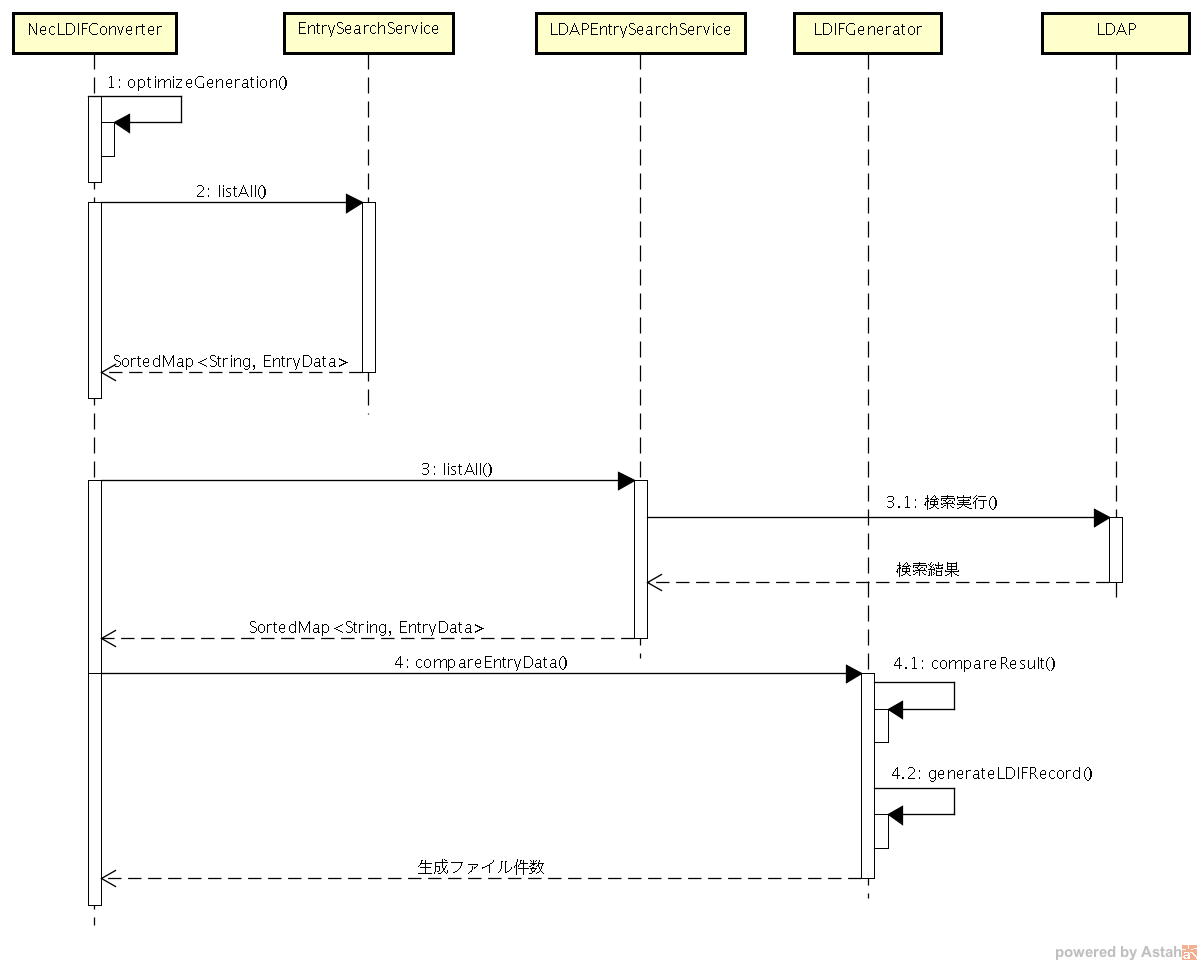 NecLDIFConverter
EntrySearchService
LDAPEntrySearchService
LDIFGenerator
LDAP
1: optimizeGeneration()
2: listAll()
SortedMap<String, EntryData>
3: listAll()
3.1: 検索実行()
検索結果
SortedMap<String, EntryData>
4: compareEntryData()
4.1: compareResult()
4.2: generateLDIFRecord()
生成ファイル件数
powered by Astah